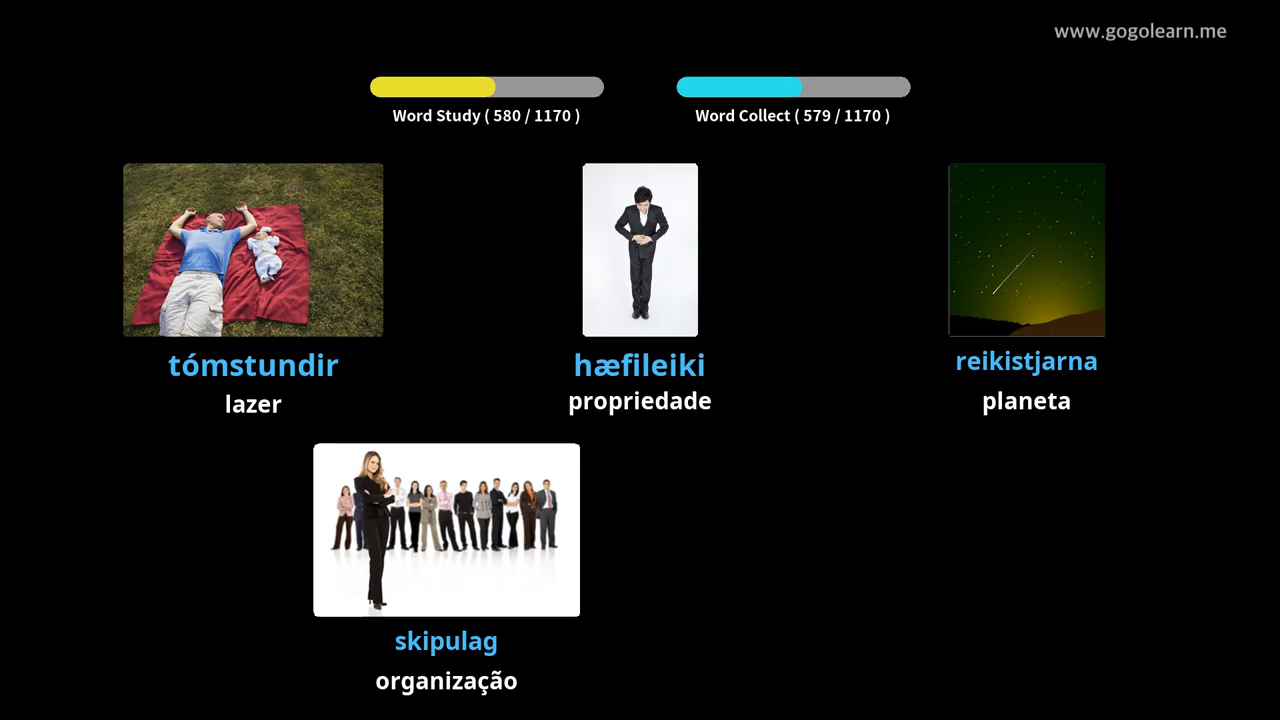 www.gogolearn.me
Word Study ( 580 / 1170 )
Word Collect ( 579 / 1170 )
tómstundir
lazer
hæfileiki
propriedade
reikistjarna
planeta
skipulag
organização